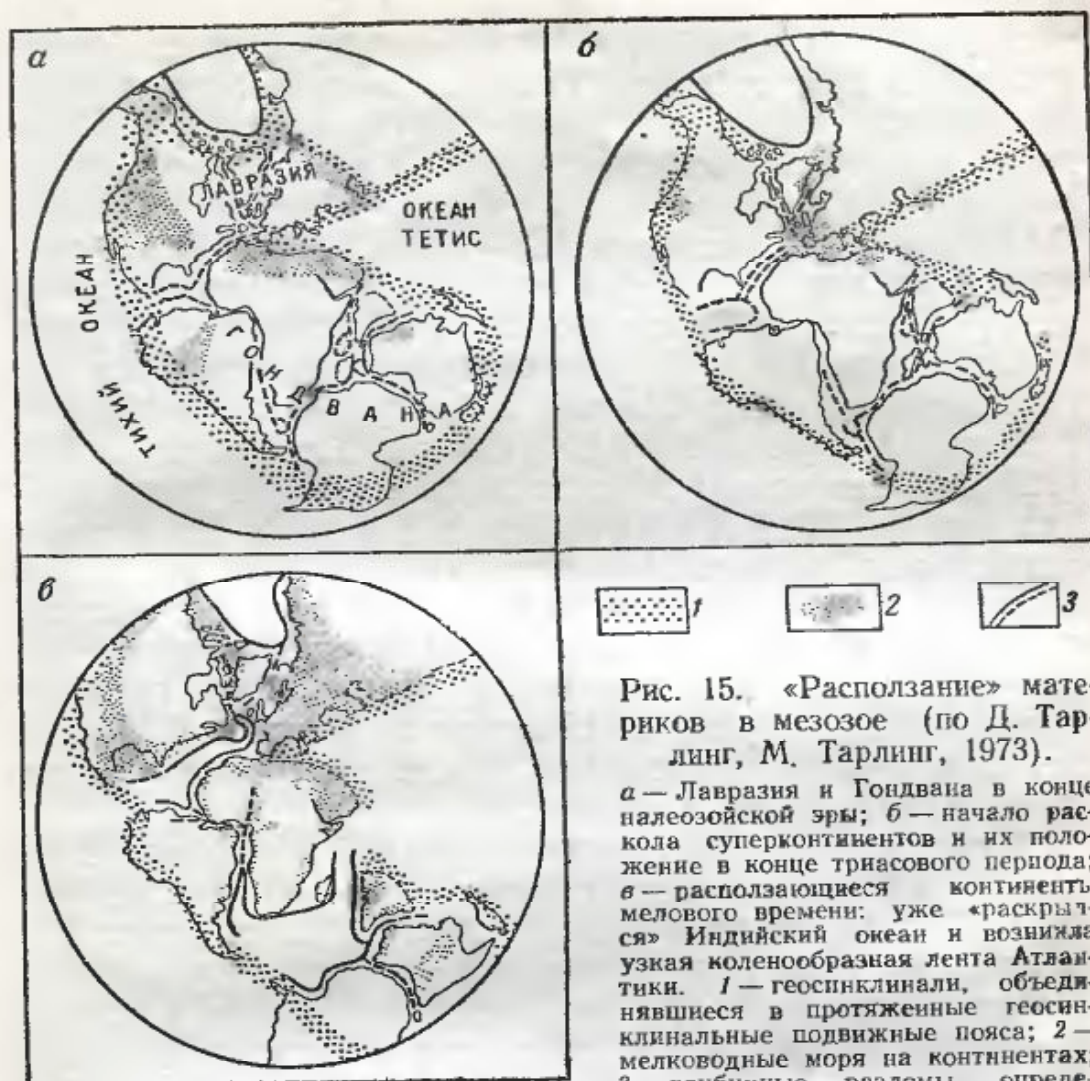 а
б
ЛАВРАЗИЯ
ОКЕАН
ТЕТИС
ОКЕАН
ТИХИЙ
ГОНДВАНА
в
1
2
3
Рис. 15. «Расползание» мате-
риков в мезозое (по Д. Тар-
линг, М. Тарлинг, 1973).
а — Лавразия и Гондвана в конце
палеозойской эры; б — начало рас-
кола суперконтинентов и их поло-
жение в конце триасового периода;
в — расползающиеся континенты
мелового времени: уже «раскрыл-
ся» Индийский океан и возникла
узкая коленообразная лента Атлан-
тики. 1 — геосинклинали, объеди-
нявшиеся в протяженные геосин-
клинальные подвижные пояса; 2 —
мелководные моря на континентах;